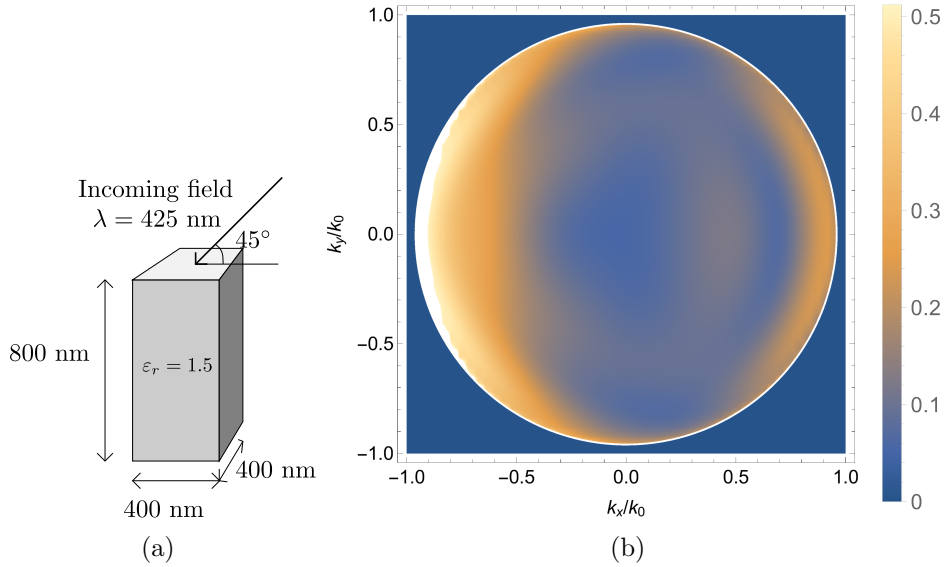 Incoming field
λ = 425 nm
45°
800 nm
εᵣ = 1.5
400 nm
400 nm
(a)
1.0
0.5
0.0
−0.5
−1.0
k_y/k_0
−1.0 −0.5 0.0 0.5 1.0
k_x/k_0
0.5
0.4
0.3
0.2
0.1
0
(b)